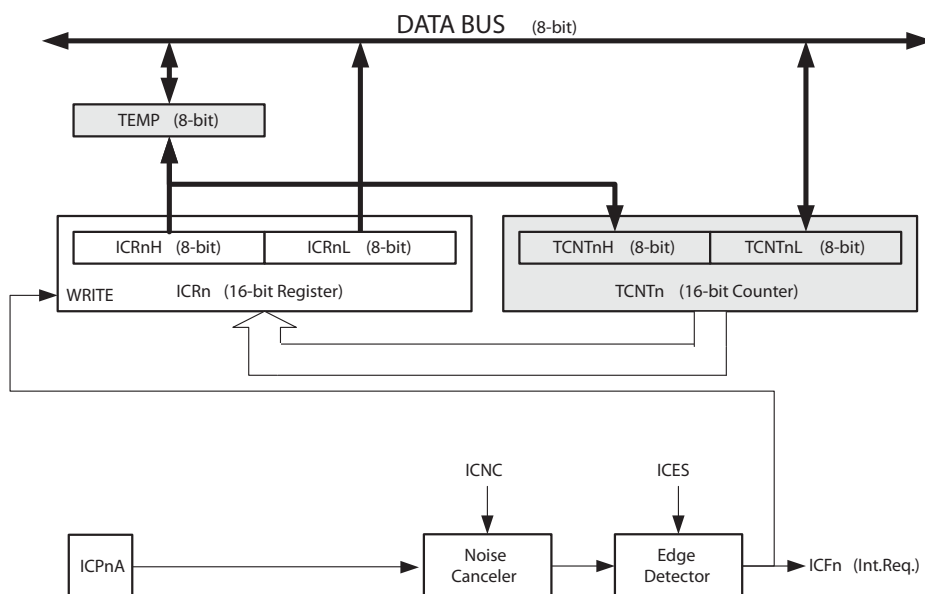 DATA BUS (8-bit)
TEMP (8-bit)
ICRnH (8-bit) ICRnL (8-bit) TCNTnH (8-bit) TCNTnL (8-bit)
WRITE ICRn (16-bit Register) TCNTn (16-bit Counter)
ICNC ICES
ICPnA Noise Canceler Edge Detector ICFn (Int.Req.)